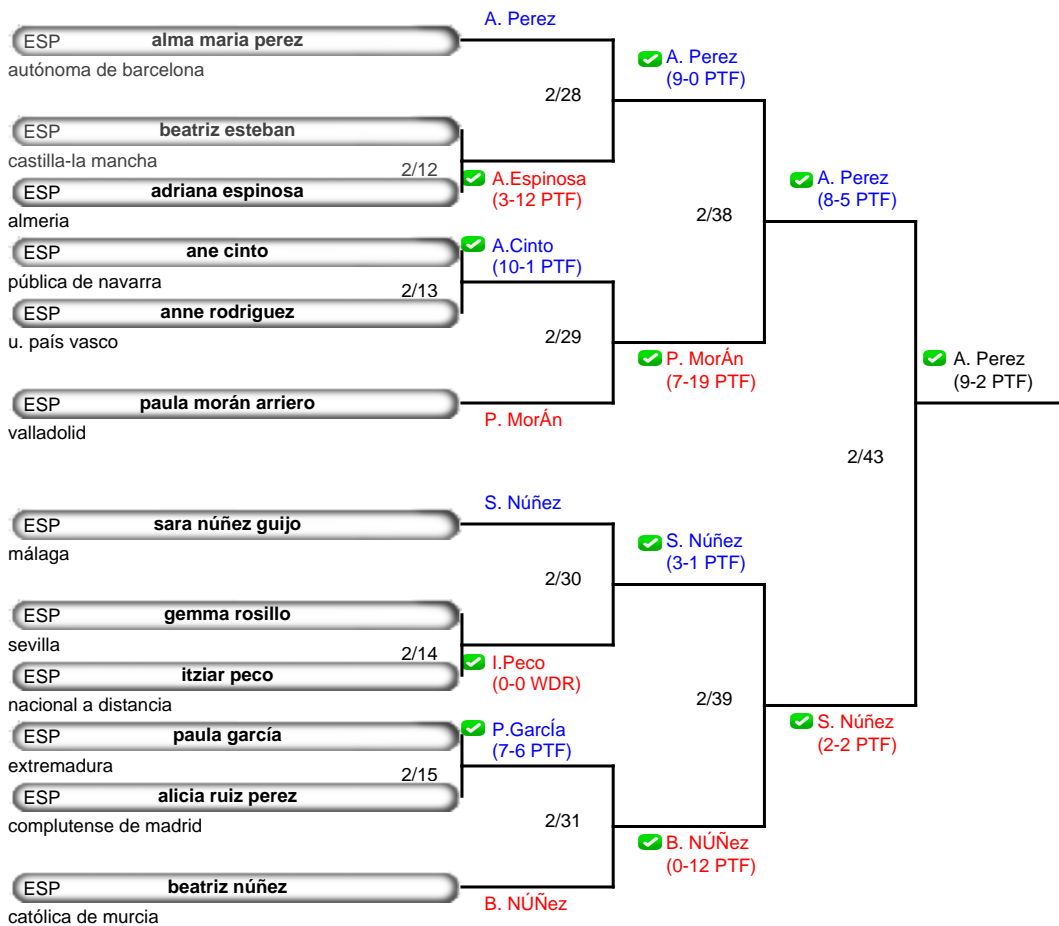 A. Perez
ESP alma maria perez
autónoma de barcelona
A. Perez
(9-0 PTF)
2/28
ESP beatriz esteban
castilla-la mancha
2/12
ESP adriana espinosa
almeria
A.Espinosa
(3-12 PTF)
A. Perez
(8-5 PTF)
2/38
ESP ane cinto
pública de navarra
A.Cinto
(10-1 PTF)
2/13
ESP anne rodriguez
u. país vasco
2/29
P. MorÁn
(7-19 PTF)
A. Perez
(9-2 PTF)
ESP paula morán arriero
valladolid
P. MorÁn
2/43
S. Núñez
ESP sara núñez guijo
málaga
S. Núñez
(3-1 PTF)
2/30
ESP gemma rosillo
sevilla
2/14
ESP itziar peco
nacional a distancia
I.Peco
(0-0 WDR)
2/39
S. Núñez
(2-2 PTF)
ESP paula garcía
extremadura
P.GarcÍa
(7-6 PTF)
2/15
ESP alicia ruiz perez
complutense de madrid
2/31
B. NÚÑez
(0-12 PTF)
ESP beatriz núñez
católica de murcia
B. NÚÑez